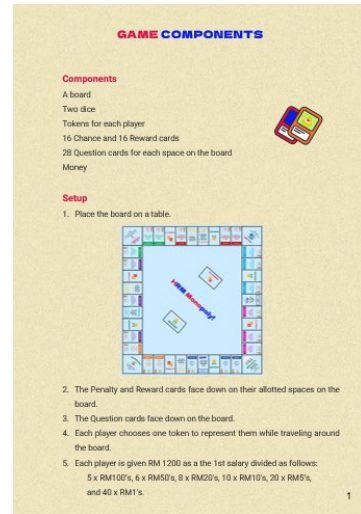 GAME COMPONENTS
Components
A board
Two dice
Tokens for each player
16 Chance and 16 Reward cards
28 Question cards for each space on the board
Money
Setup
1. Place the board on a table.
HRM Monopoly!
2. The Penalty and Reward cards face down on their allotted spaces on the
board.
3. The Question cards face down on the board.
4. Each player chooses one token to represent them while traveling around
the board.
5. Each player is given RM 1200 as a the 1st salary divided as follows:
5 x RM100's, 6 x RM50's, 8 x RM20's, 10 x RM10's, 20 x RM5's,
and 40 x RM1's.
1